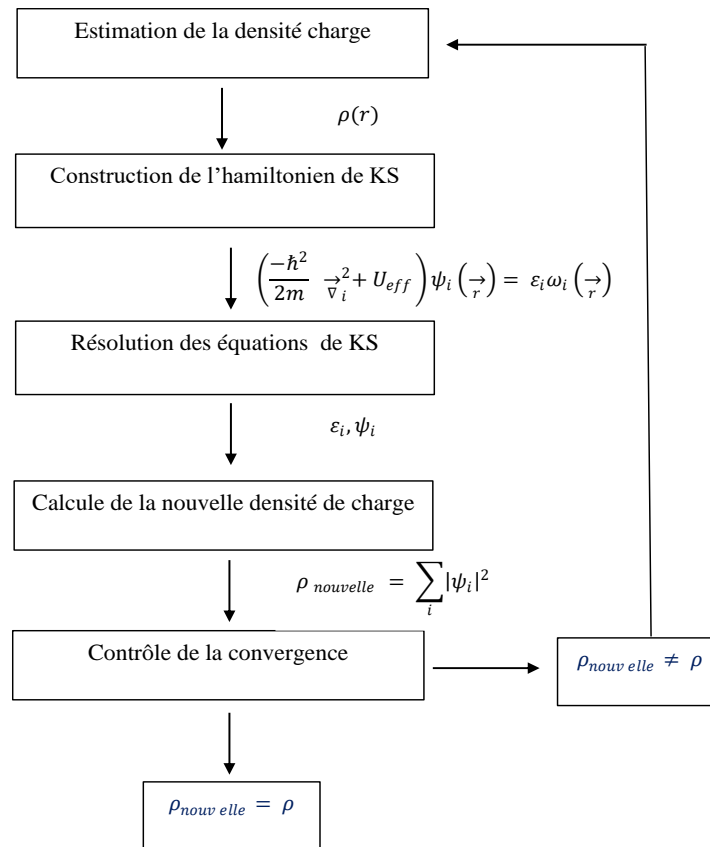 Estimation de la densité charge
ρ(r)
Construction de l’hamiltonien de KS
(−ℏ²/2m ∇⃗ᵢ² + U_eff) ψᵢ(r⃗) = εᵢωᵢ(r⃗)
Résolution des équations de KS
εᵢ, ψᵢ
Calcule de la nouvelle densité de charge
ρ nouvelle = ∑ᵢ|ψᵢ|²
Contrôle de la convergence
ρnouv elle ≠ ρ
ρnouv elle = ρ